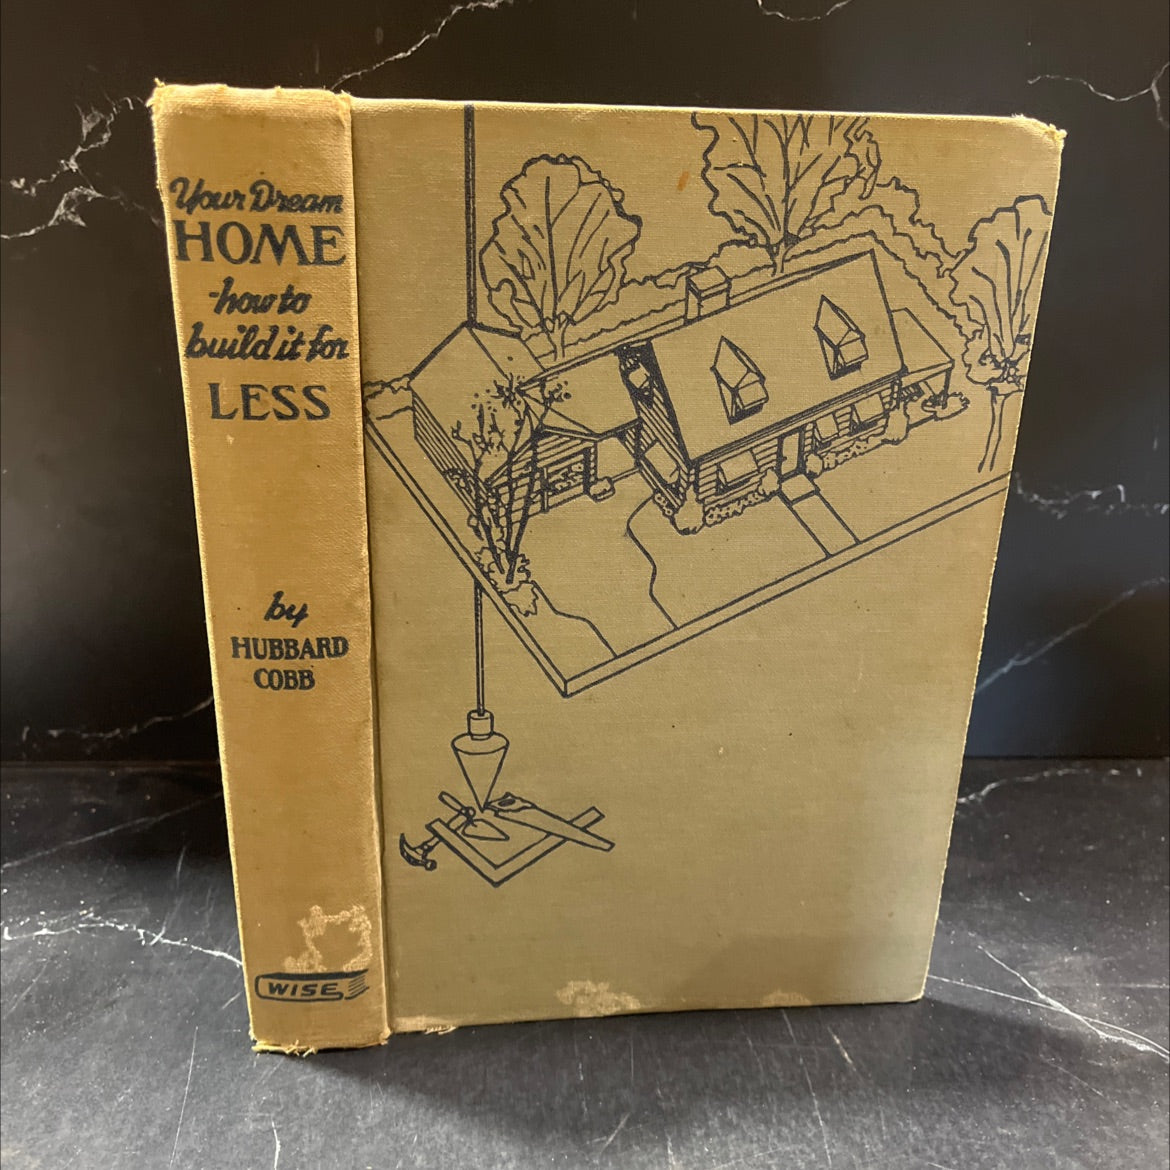 Your Dream
HOME
-how to
build it for
LESS
by
HUBBARD
COBB
WISE